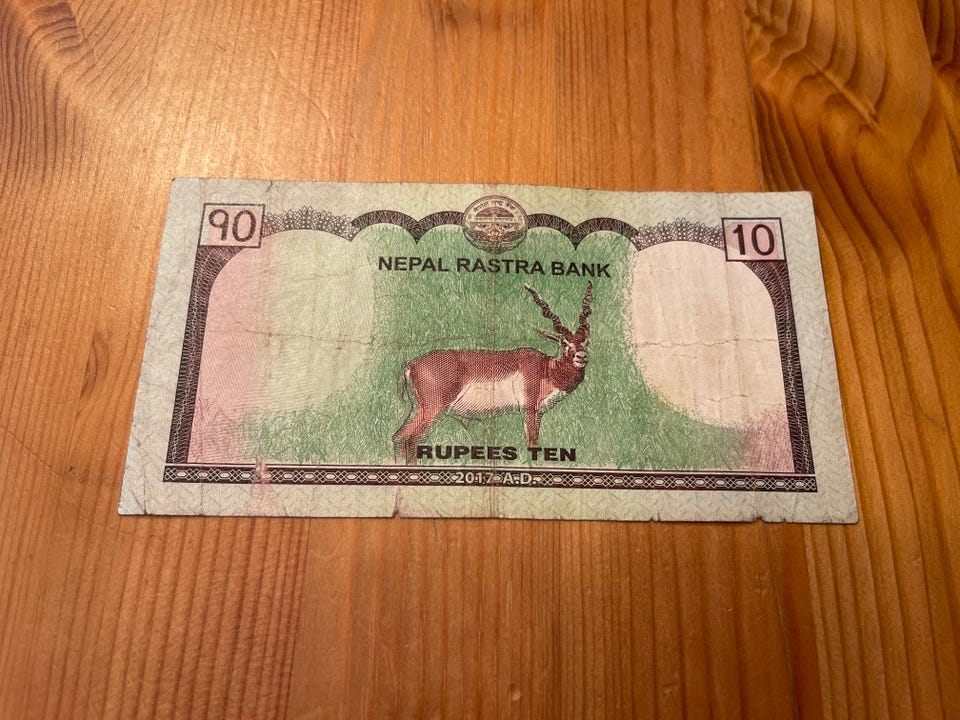 १०
10
NEPAL RASTRA BANK
RUPEES TEN
2017 A.D.